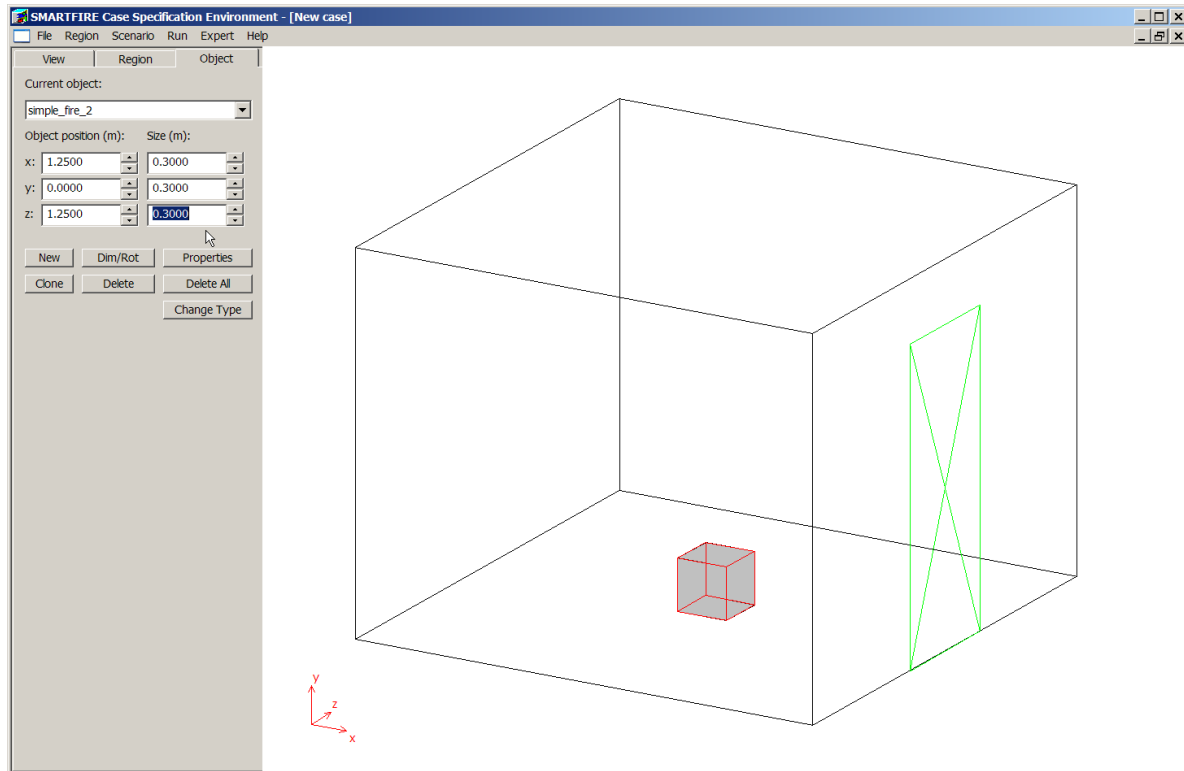 SMARTFIRE Case Specification Environment - [New case]
File Region Scenario Run Expert Help
View Region Object
Current object:
simple_fire_2
Object position (m): Size (m):
x: 1.2500 0.3000
y: 0.0000 0.3000
z: 1.2500 0.3000
New Dim/Rot Properties
Clone Delete Delete All
Change Type
y
z
x